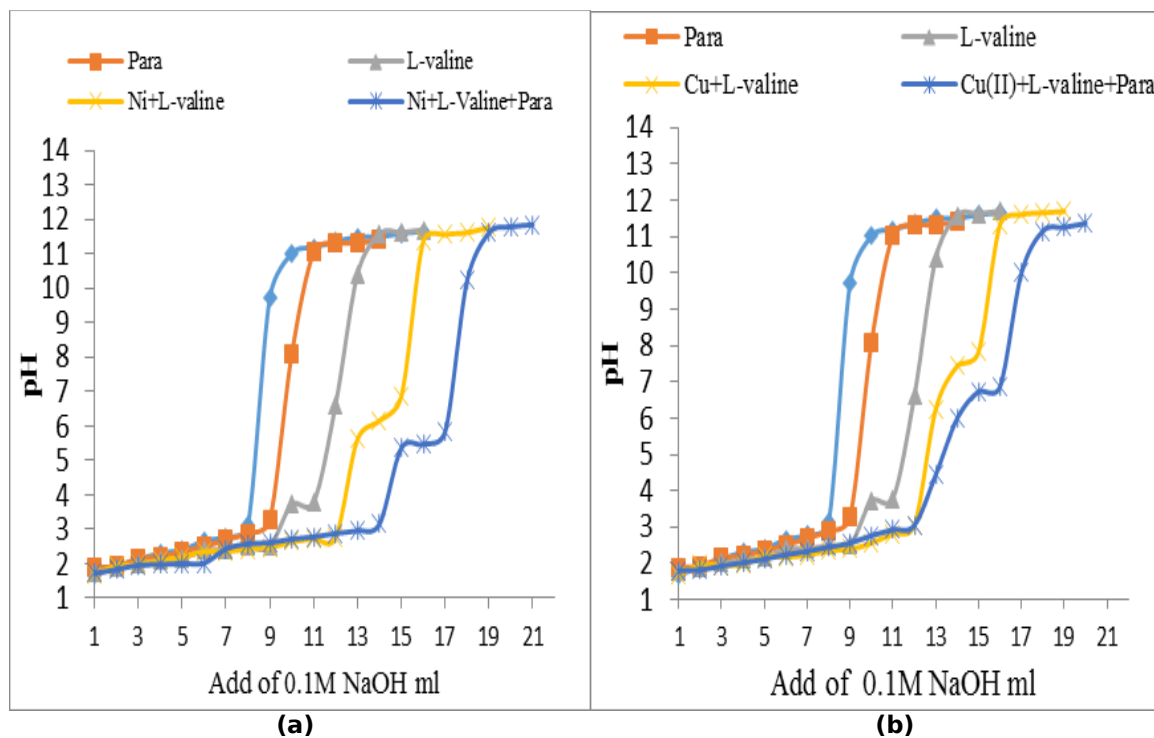 Para
L-valine
Ni+L-valine
Ni+L-Valine+Para
14
13
12
11
10
9
8
7
6
5
4
3
2
1
pH
1 3 5 7 9 11 13 15 17 19 21
Add of 0.1M NaOH ml
(a)
Para
L-valine
Cu+L-valine
Cu(II)+L-valine+Para
14
13
12
11
10
9
8
7
6
5
4
3
2
1
pH
1 3 5 7 9 11 13 15 17 19 21
Add of 0.1M NaOH ml
(b)